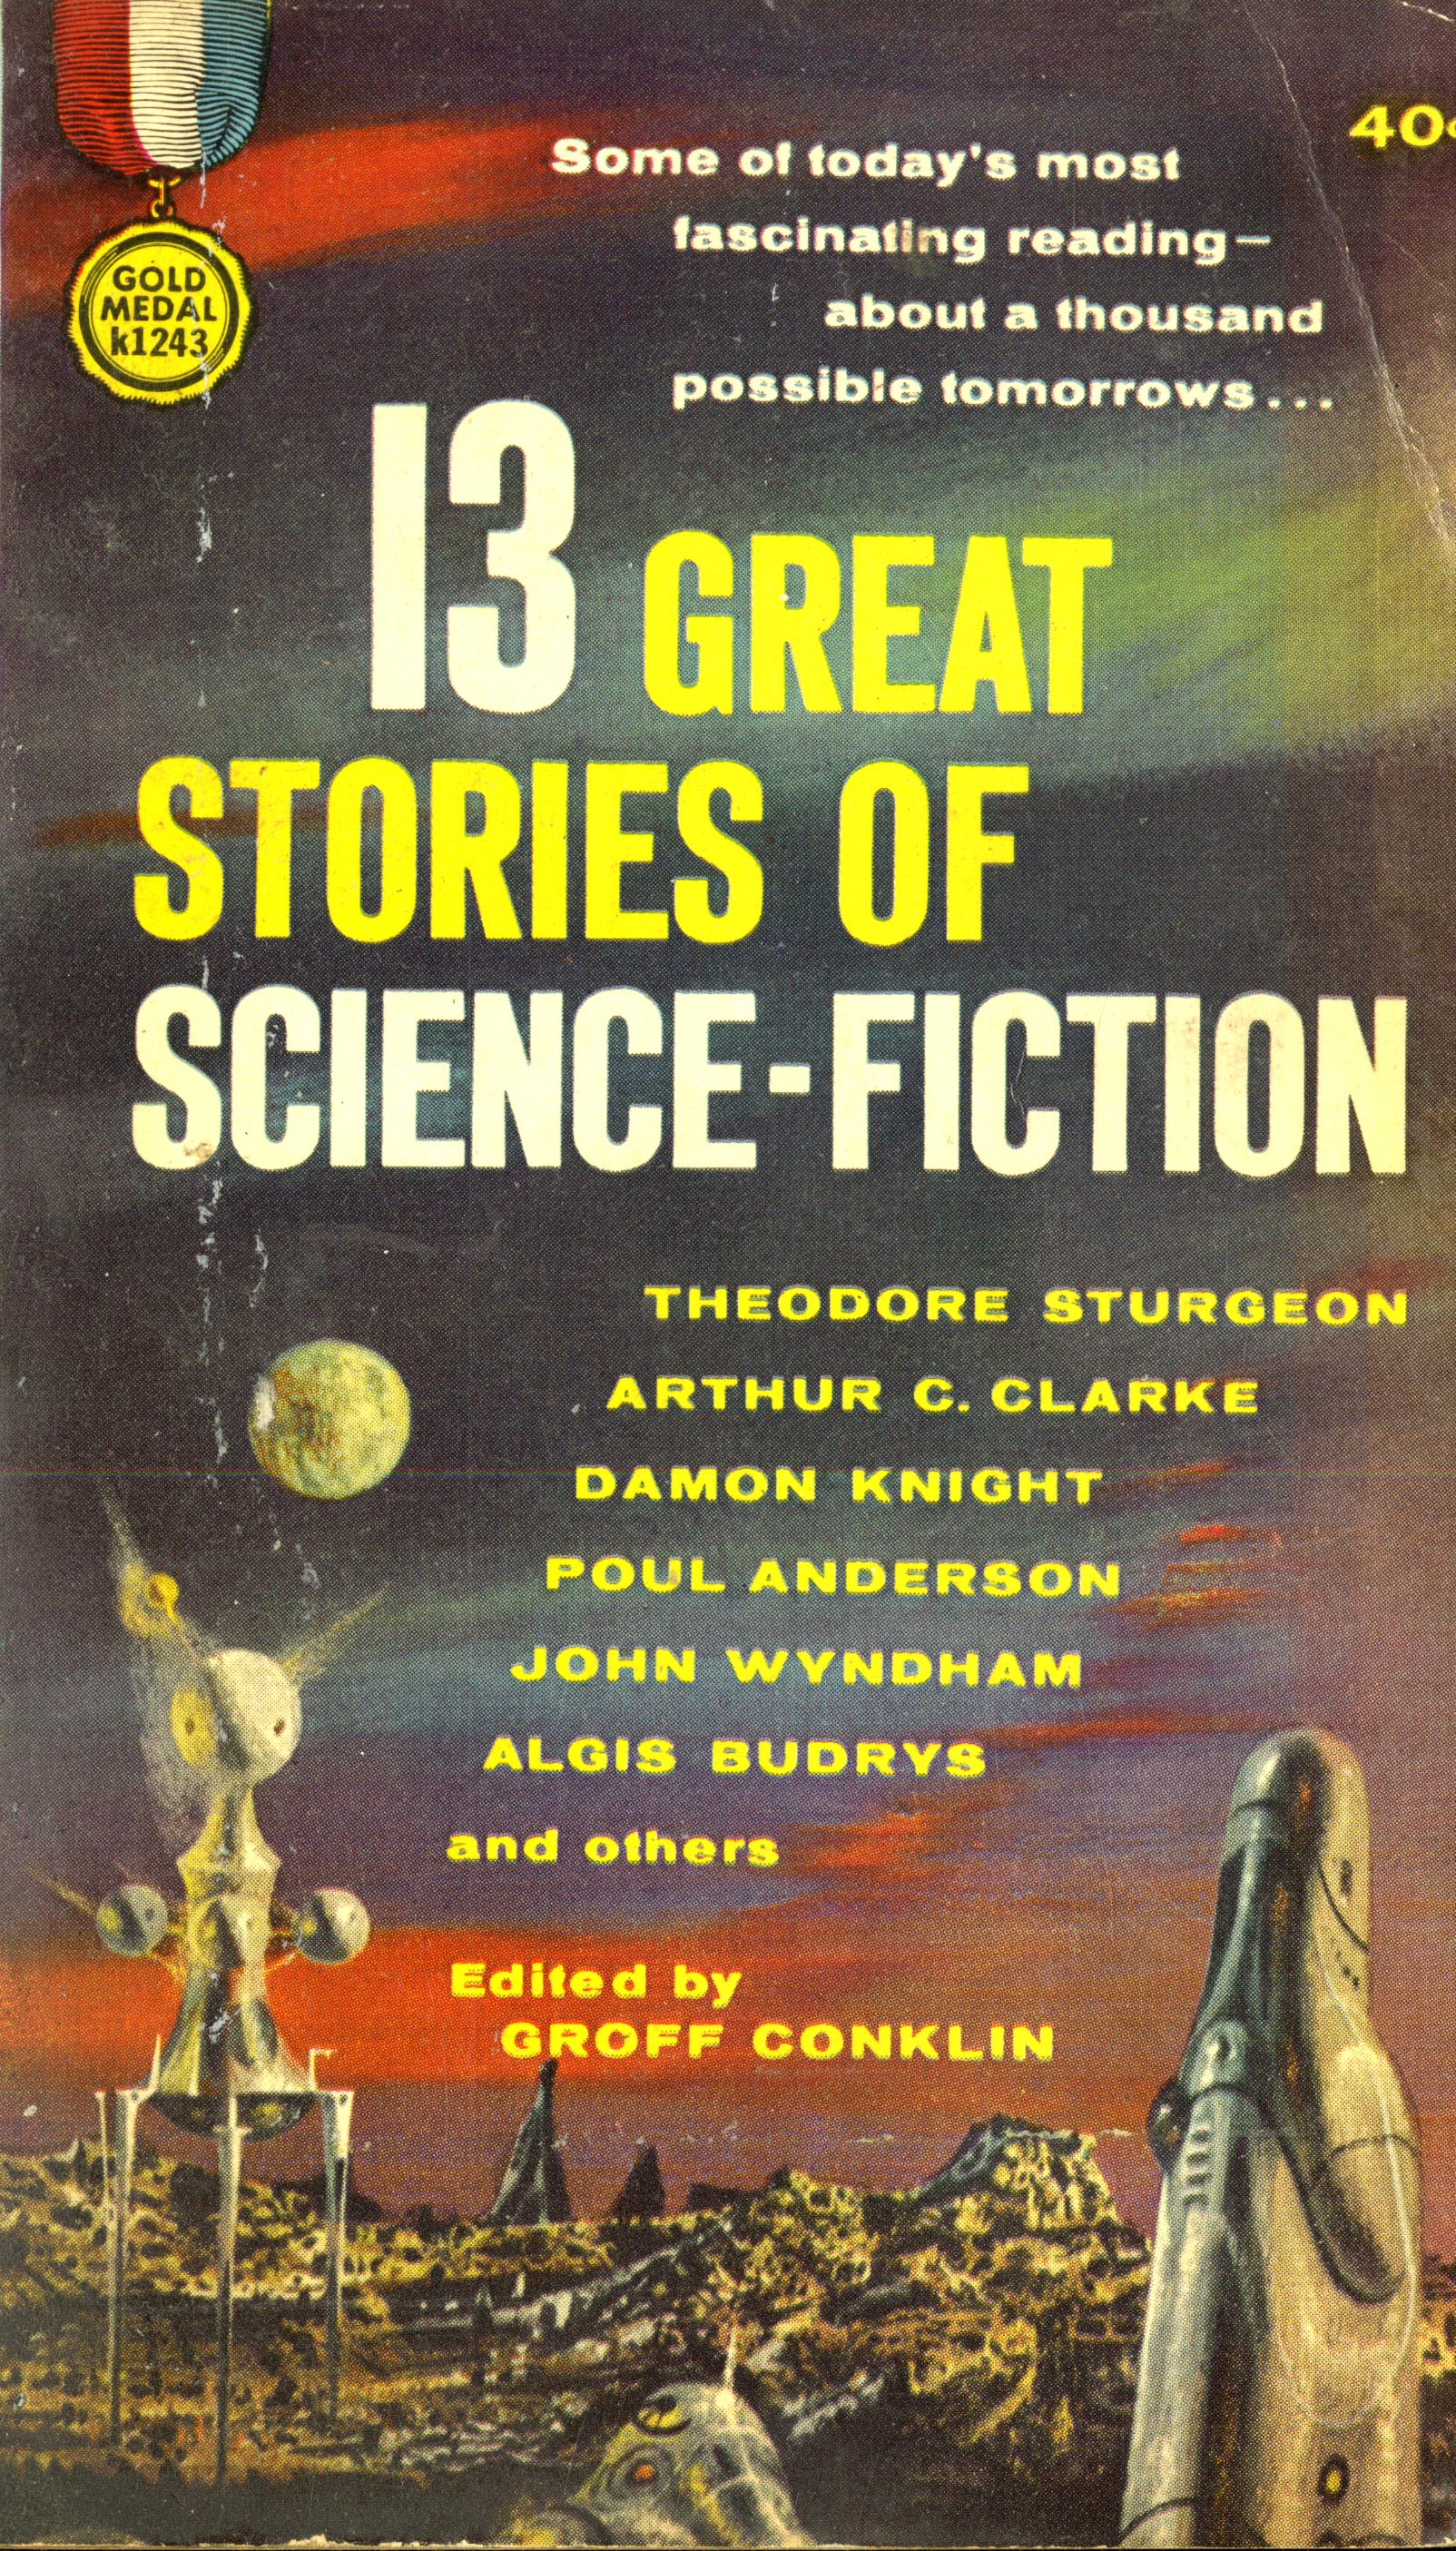 40¢
Some of today's most
fascinating reading—
about a thousand
possible tomorrows...
GOLD
MEDAL
k1243
13 GREAT
STORIES OF
SCIENCE-FICTION
THEODORE STURGEON
ARTHUR C. CLARKE
DAMON KNIGHT
POUL ANDERSON
JOHN WYNDHAM
ALGIS BUDRYS
and others
Edited by
GROFF CONKLIN